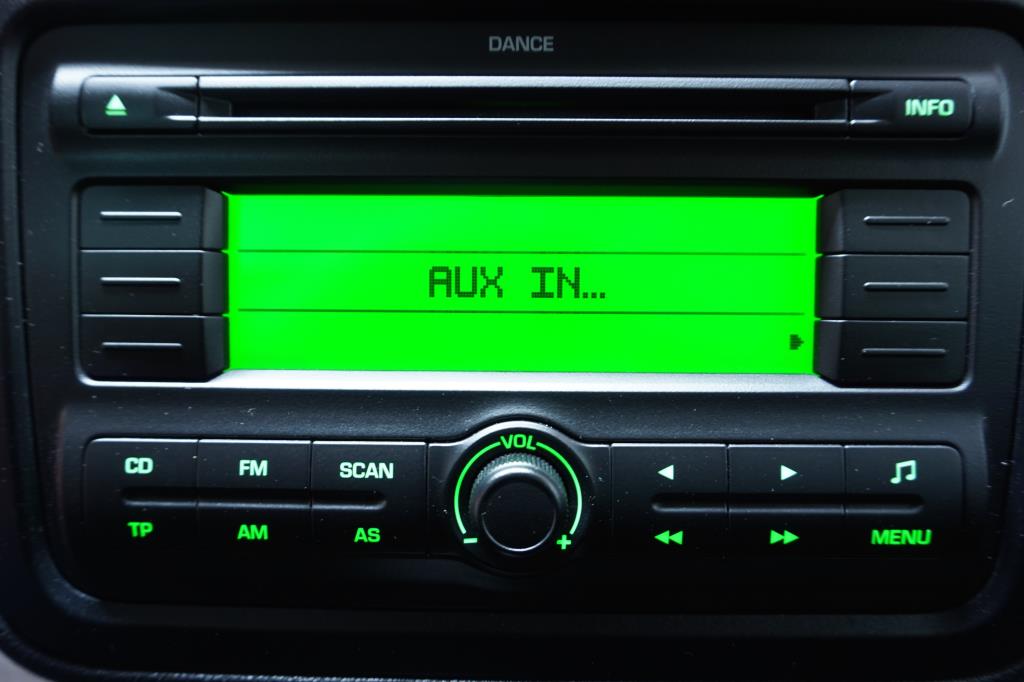 DANCE
INFO
AUX IN...
VOL
CD FM SCAN
TP AM AS
- +
MENU